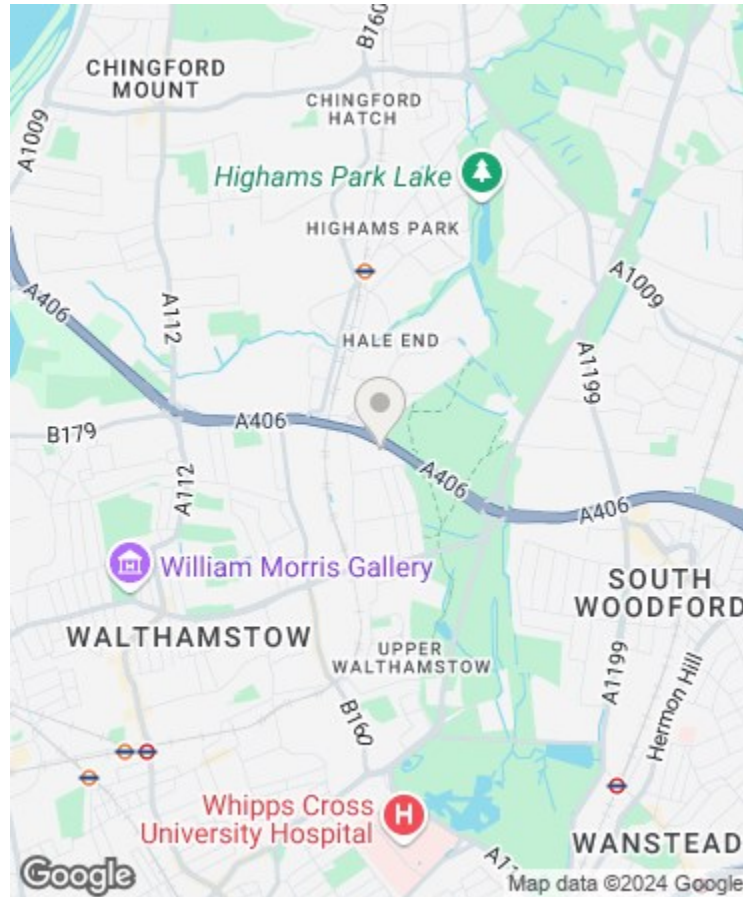 B160
CHINGFORD
MOUNT
CHINGFORD
HATCH
A1009
A112
Highams Park Lake
HIGHAMS PARK
A1009
A406
A112
HALE END
A1199
B179
A406
A406
A406
A112
William Morris Gallery
SOUTH
WOODFORD
WALTHAMSTOW
UPPER
WALTHAMSTOW
A1199
Hermon Hill
B160
Whipps Cross
University Hospital
H
WANSTEAD
Google
Map data ©2024 Google